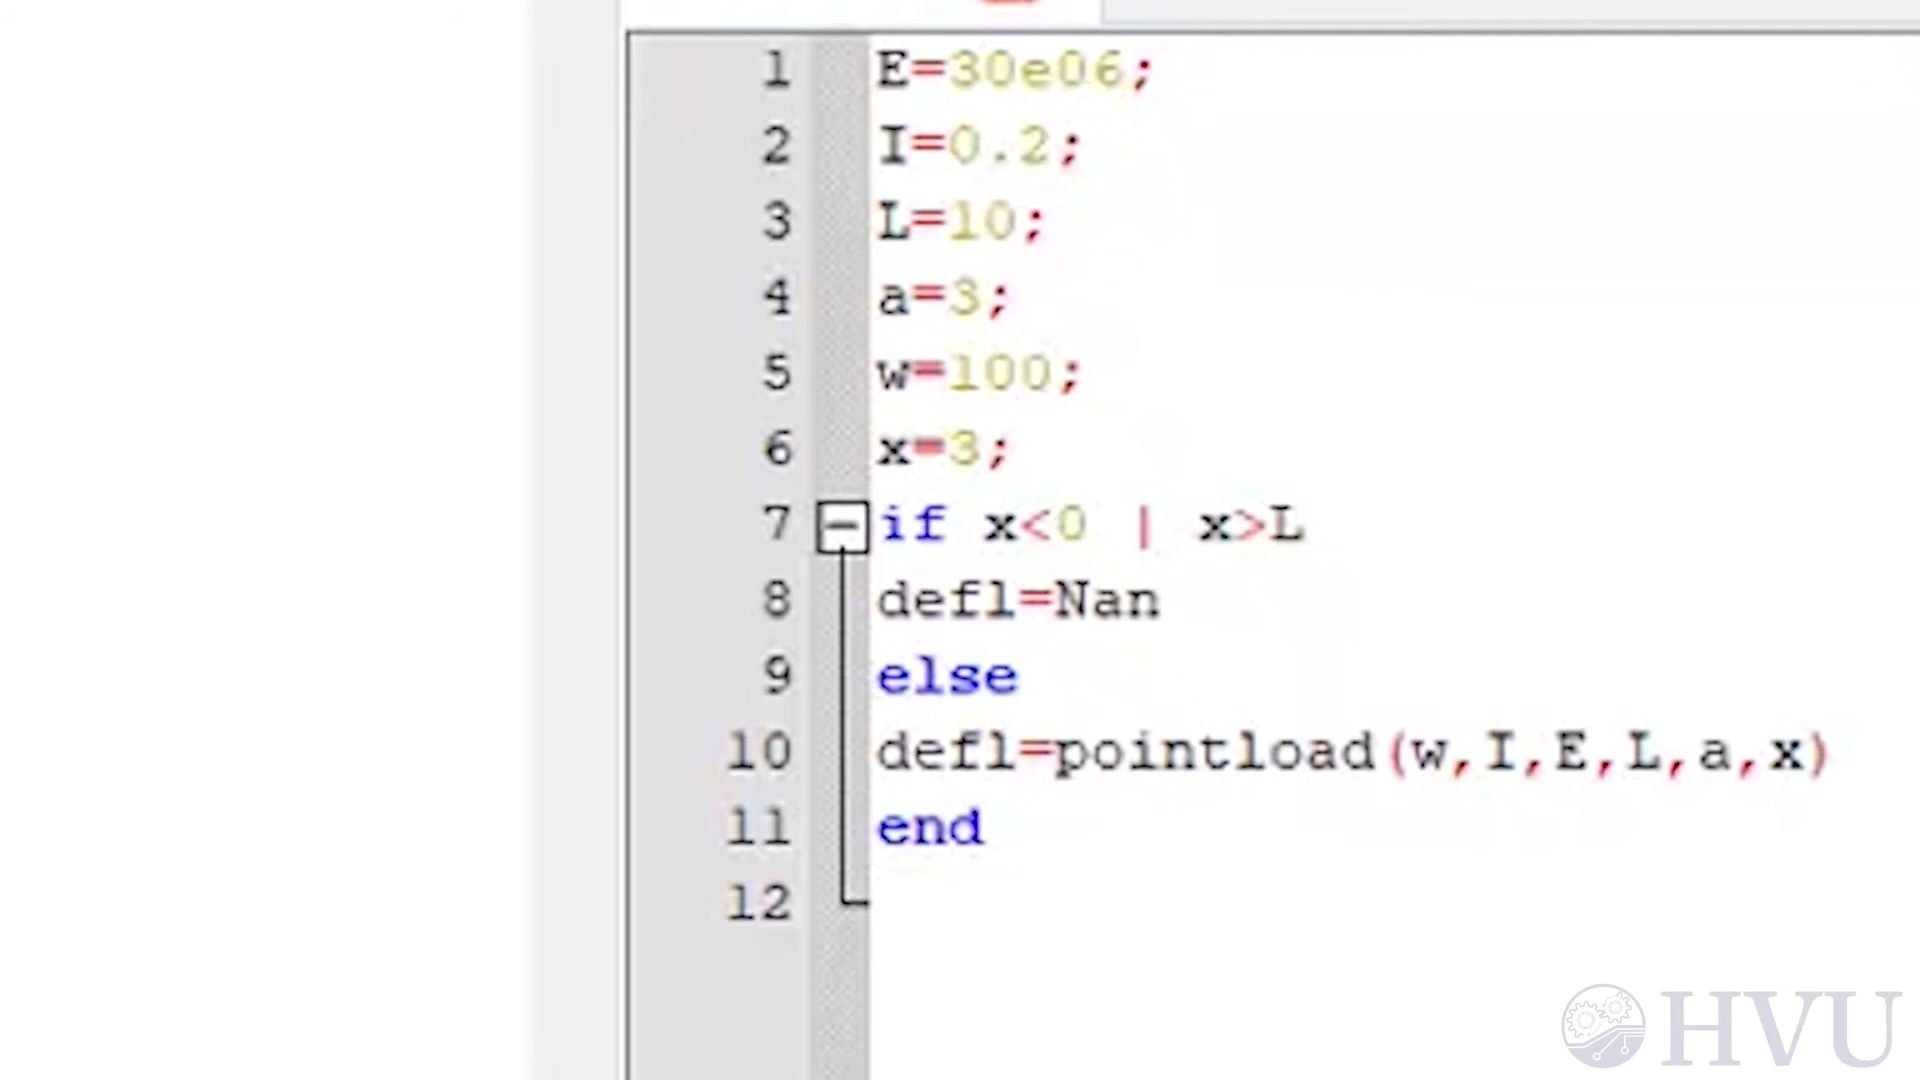 1 E=30e06;
2 I=0.2;
3 L=10;
4 a=3;
5 w=100;
6 x=3;
7 if x<0 | x>L
8 defl=Nan
9 else
10 defl=pointload(w,I,E,L,a,x)
11 end
12
HVU